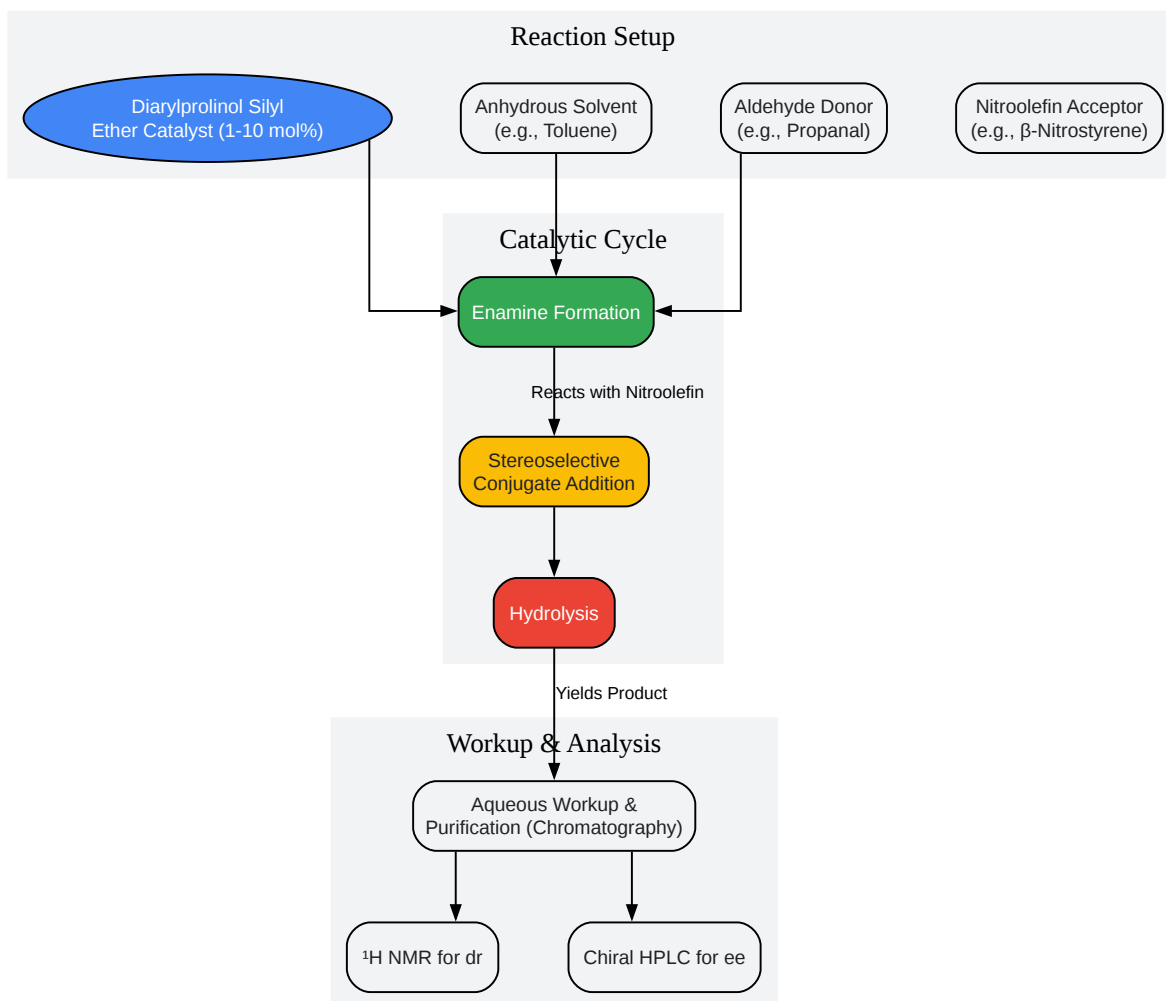 Reaction Setup
Diarylprolinol Silyl
Ether Catalyst (1-10 mol%)
Anhydrous Solvent
(e.g., Toluene)
Aldehyde Donor
(e.g., Propanal)
Nitroolefin Acceptor
(e.g., β-Nitrostyrene)
Catalytic Cycle
Enamine Formation
Reacts with Nitroolefin
Stereoselective
Conjugate Addition
Hydrolysis
Yields Product
Workup & Analysis
Aqueous Workup &
Purification (Chromatography)
¹H NMR for dr
Chiral HPLC for ee